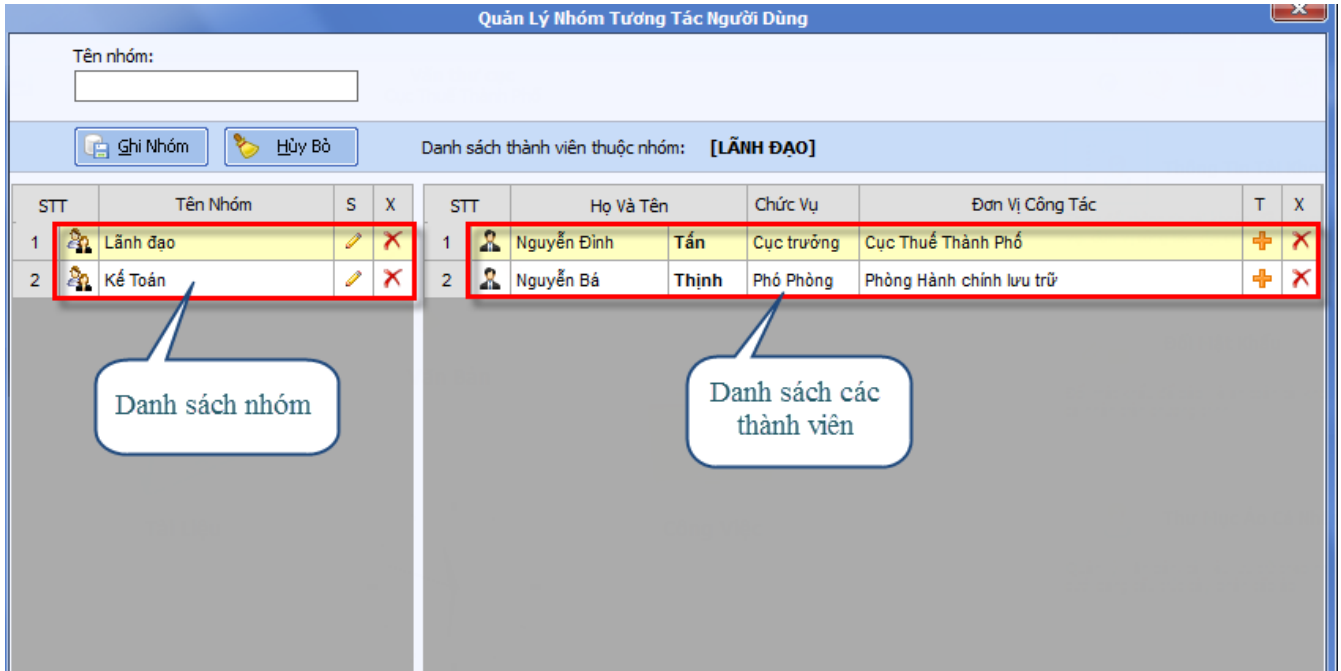 Quản Lý Nhóm Tương Tác Người Dùng
Tên nhóm:
Ghi Nhóm Hủy Bỏ Danh sách thành viên thuộc nhóm: [LÃNH ĐẠO]
STT Tên Nhóm S X STT Họ Và Tên Chức Vụ Đơn Vị Công Tác T X
1 Lãnh đạo 1 Nguyễn Đình Tấn Cục trưởng Cục Thuế Thành Phố
2 Kế Toán 2 Nguyễn Bá Thịnh Phó Phòng Phòng Hành chính lưu trữ
Danh sách nhóm
Danh sách các
thành viên